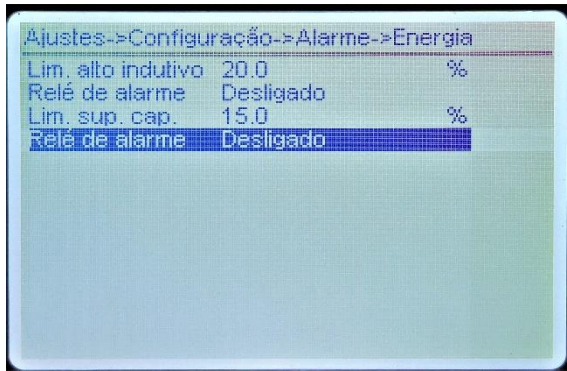 Ajustes->Configuração->Alarme->Energia
Lim. alto indutivo 20.0 %
Relé de alarme Desligado
Lim. sup. cap. 15.0 %
Relé de alarme Desligado